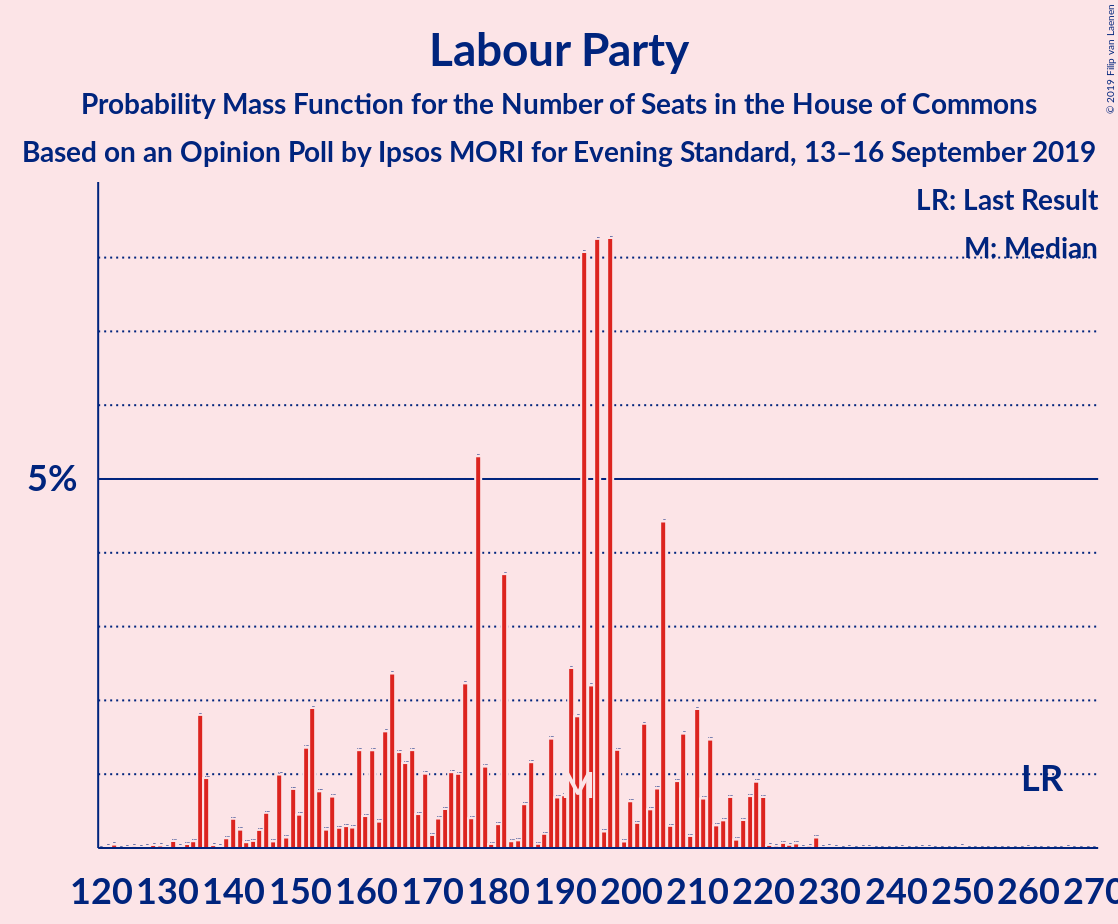 Labour Party
Probability Mass Function for the Number of Seats in the House of Commons
Based on an Opinion Poll by Ipsos MORI for Evening Standard, 13–16 September 2019
© 2019 Filip van Laenen
LR: Last Result
M: Median
5%
M
LR
120 130 140 150 160 170 180 190 200 210 220 230 240 250 260 270